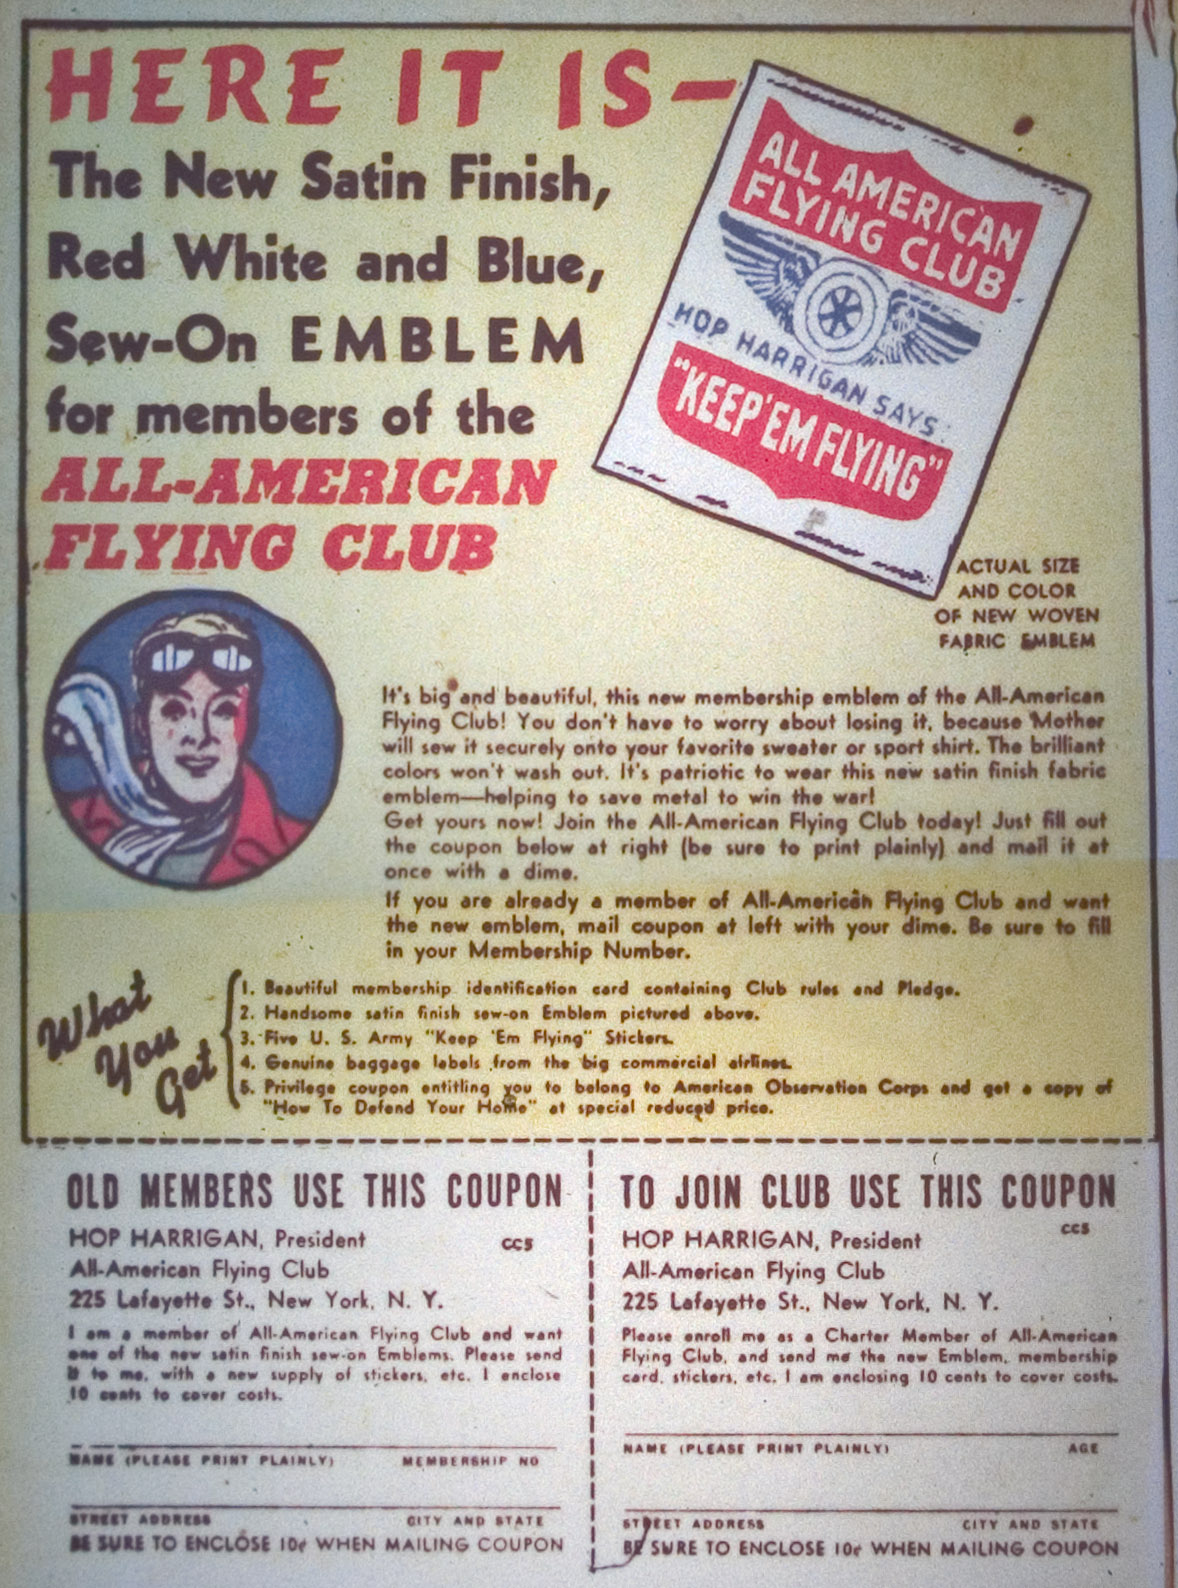 HERE IT IS—
The New Satin Finish,
Red White and Blue,
Sew-On EMBLEM
for members of the
ALL-AMERICAN
FLYING CLUB
ALL AMERICAN
FLYING CLUB
HOP HARRIGAN SAYS:
"KEEP 'EM FLYING"
ACTUAL SIZE
AND COLOR
OF NEW WOVEN
FABRIC EMBLEM
It's big and beautiful, this new membership emblem of the All-American
Flying Club! You don't have to worry about losing it, because Mother
will sew it securely onto your favorite sweater or sport shirt. The brilliant
colors won't wash out. It's patriotic to wear this new satin finish fabric
emblem—helping to save metal to win the war!
Get yours now! Join the All-American Flying Club today! Just fill out
the coupon below at right (be sure to print plainly) and mail it at
once with a dime.
If you are already a member of All-American Flying Club and want
the new emblem, mail coupon at left with your dime. Be sure to fill
in your Membership Number.
What
You
Get
1. Beautiful membership identification card containing Club rules and Pledge.
2. Handsome satin finish sew-on Emblem pictured above.
3. Five U. S. Army "Keep 'Em Flying" Stickers.
4. Genuine baggage labels from the big commercial airlines.
5. Privilege coupon entitling you to belong to American Observation Corps and get a copy of
"How To Defend Your Home" at special reduced price.
OLD MEMBERS USE THIS COUPON
HOP HARRIGAN, President CC5
All-American Flying Club
225 Lafayette St., New York, N. Y.
I am a member of All-American Flying Club and want
one of the new satin finish sew-on Emblems. Please send
it to me, with a new supply of stickers, etc. I enclose
10 cents to cover costs.
NAME (PLEASE PRINT PLAINLY) MEMBERSHIP NO
STREET ADDRESS CITY AND STATE
BE SURE TO ENCLOSE 10¢ WHEN MAILING COUPON
TO JOIN CLUB USE THIS COUPON
CC5
HOP HARRIGAN, President
All-American Flying Club
225 Lafayette St., New York, N. Y.
Please enroll me as a Charter Member of All-American
Flying Club, and send me the new Emblem, membership
card, stickers, etc. I am enclosing 10 cents to cover costs.
NAME (PLEASE PRINT PLAINLY) AGE
STREET ADDRESS CITY AND STATE
BE SURE TO ENCLOSE 10¢ WHEN MAILING COUPON